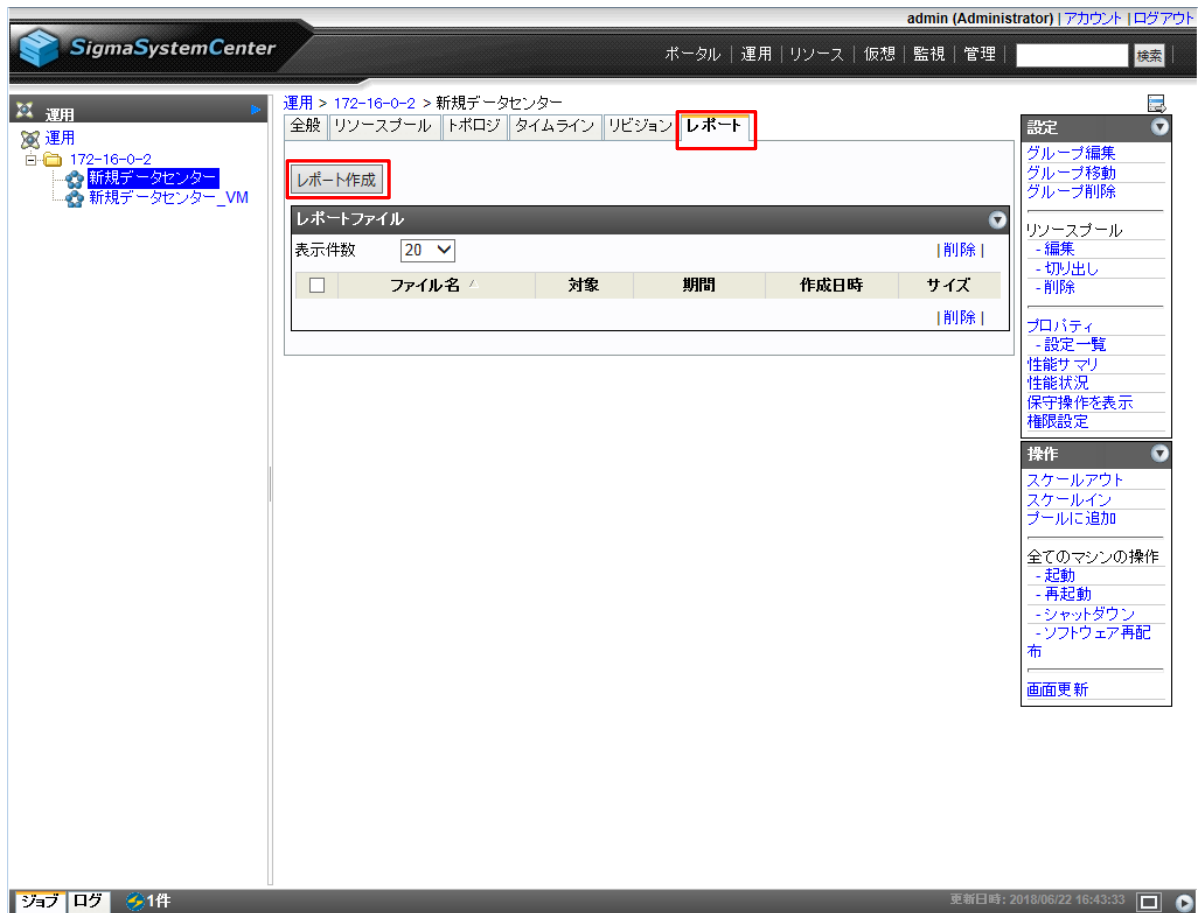 admin (Administrator) | アカウント | ログアウト
SigmaSystemCenter
ポータル | 運用 | リソース | 仮想 | 監視 | 管理 |
検索
運用
運用
172-16-0-2
新規データセンター
新規データセンター_VM
運用 > 172-16-0-2 > 新規データセンター
全般 リソースプール トポロジ タイムライン リビジョン レポート
レポート作成
レポートファイル
表示件数 20 | 削除 |
ファイル名 対象 期間 作成日時 サイズ
| 削除 |
設定
グループ編集
グループ移動
グループ削除
リソースプール
- 編集
- 切り出し
- 削除
プロパティ
- 設定一覧
性能サマリ
性能状況
保守操作を表示
権限設定
操作
スケールアウト
スケールイン
プールに追加
全てのマシンの操作
- 起動
- 再起動
- シャットダウン
- ソフトウェア再配
布
画面更新
ジョブ ログ 1件
更新日時: 2018/06/22 16:43:33